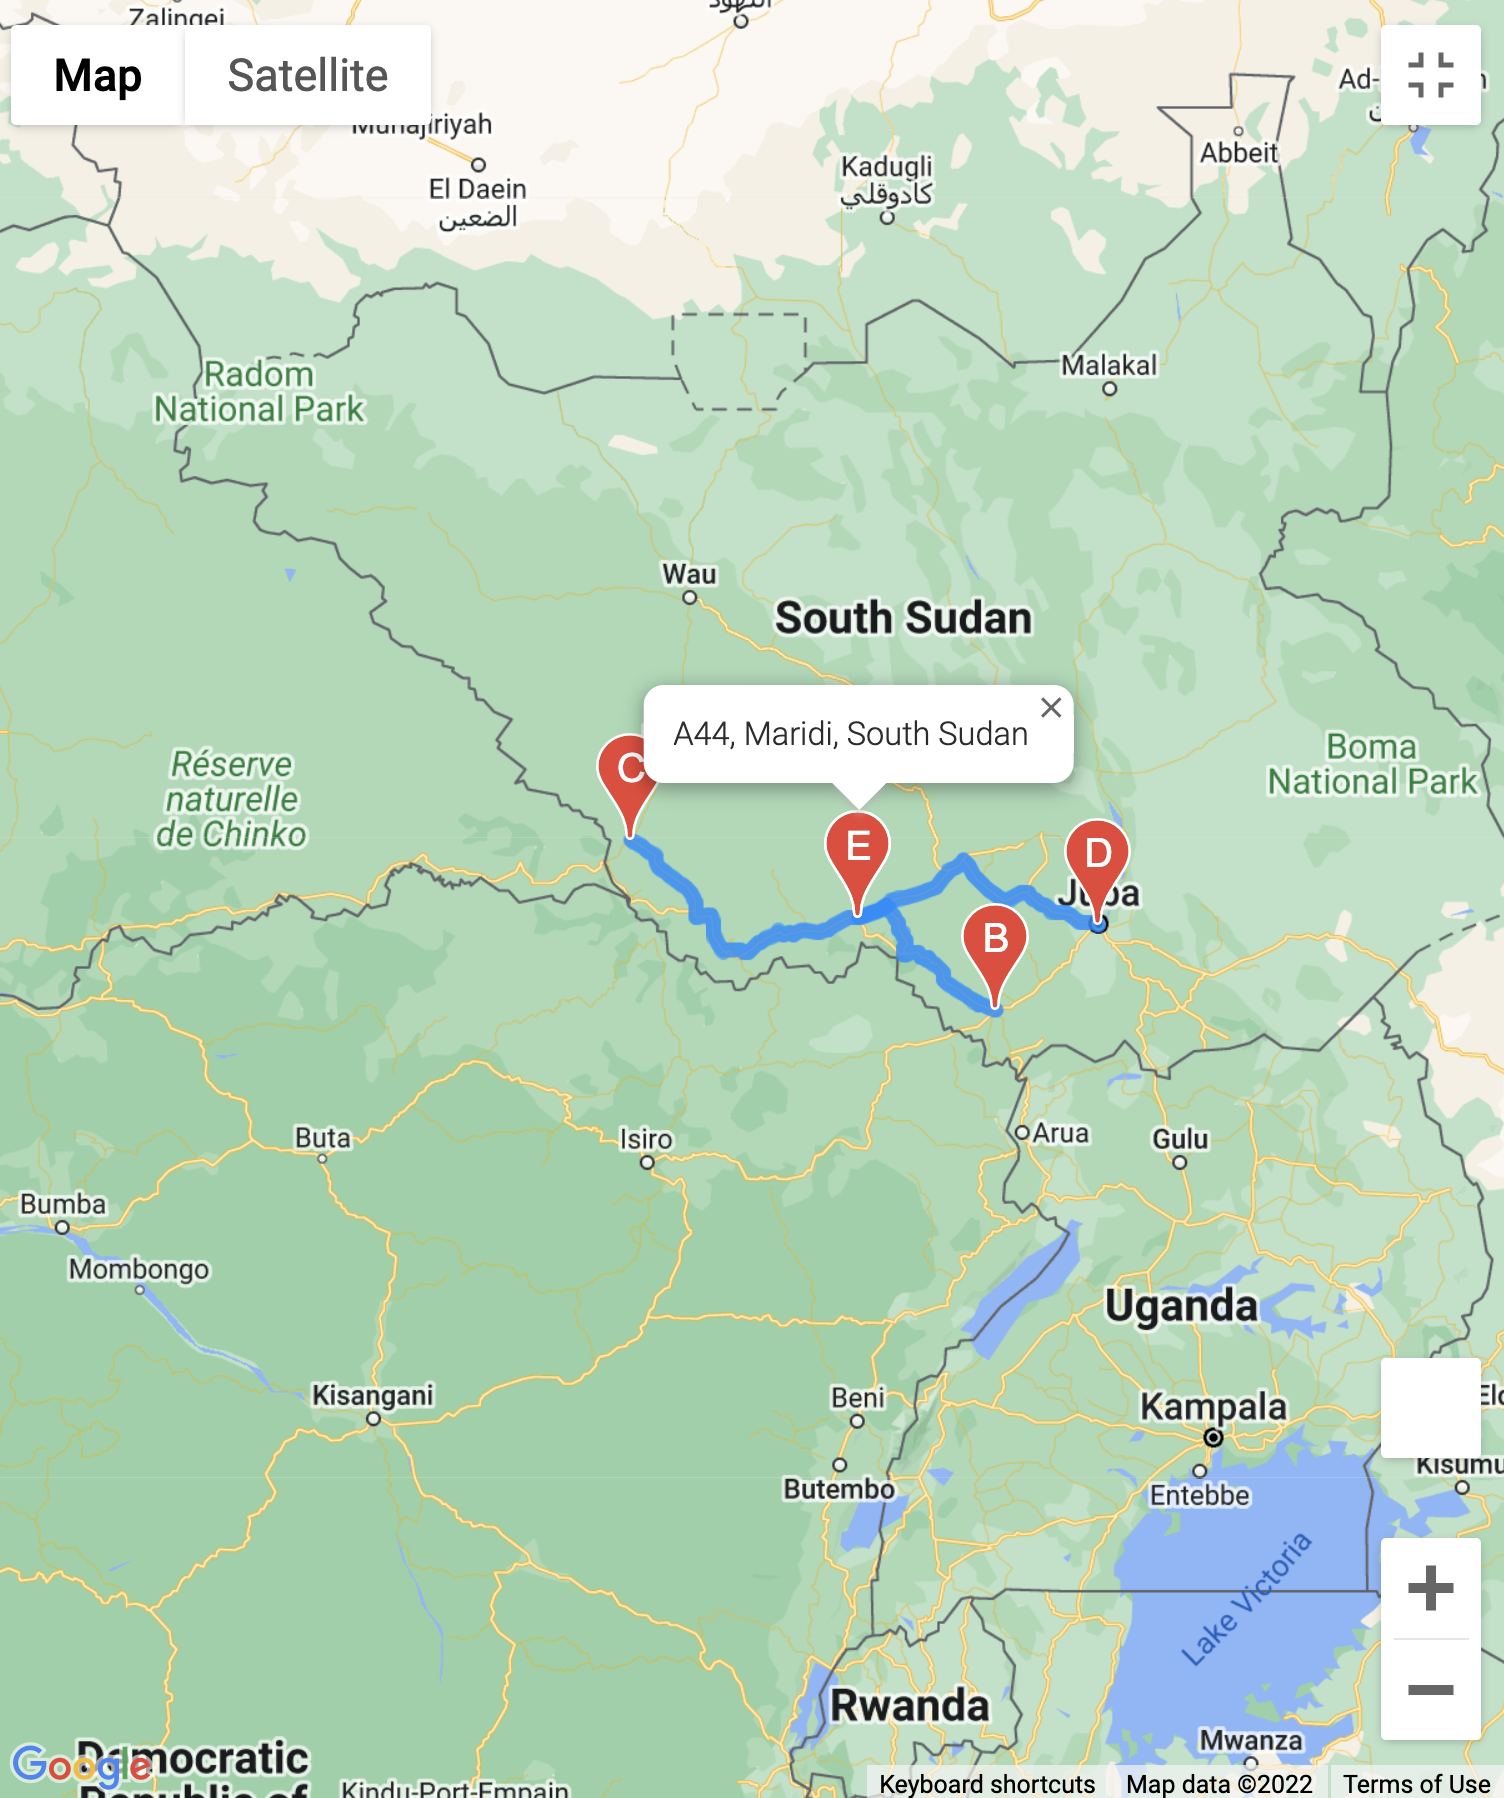 Zalingei
Map
Satellite
Muhajiriyah
El Daein
الضعين
Kadugli
كادوقلي
Abbeit
Malakal
Radom
National Park
Wau
South Sudan
A44, Maridi, South Sudan
Boma
National Park
Réserve
naturelle
de Chinko
C
E
D
Juba
B
Buta
Isiro
Arua
Gulu
Bumba
Mombongo
Uganda
Kisangani
Beni
Kampala
Butembo
Entebbe
Kisumu
Lake Victoria
Rwanda
Mwanza
Google
Democratic
Republic of
Kindu-Port-Empain
Keyboard shortcuts
Map data ©2022
Terms of Use